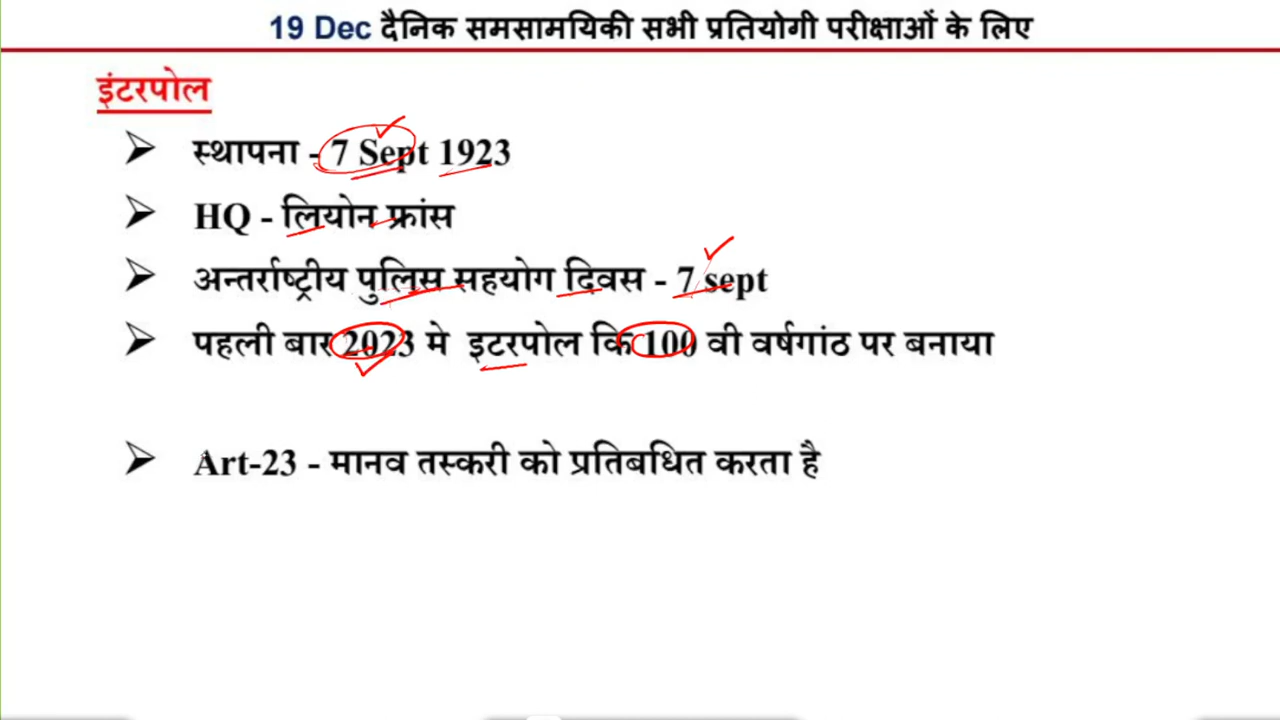 19 Dec दैनिक समसामयिकी सभी प्रतियोगी परीक्षाओं के लिए
इंटरपोल
➢ स्थापना - 7 Sept 1923
➢ HQ - लियोन फ्रांस
➢ अन्तर्राष्ट्रीय पुलिस सहयोग दिवस - 7 sept
➢ पहली बार 2023 मे इटरपोल कि 100 वी वर्षगांठ पर बनाया
➢ Art-23 - मानव तस्करी को प्रतिबधित करता है